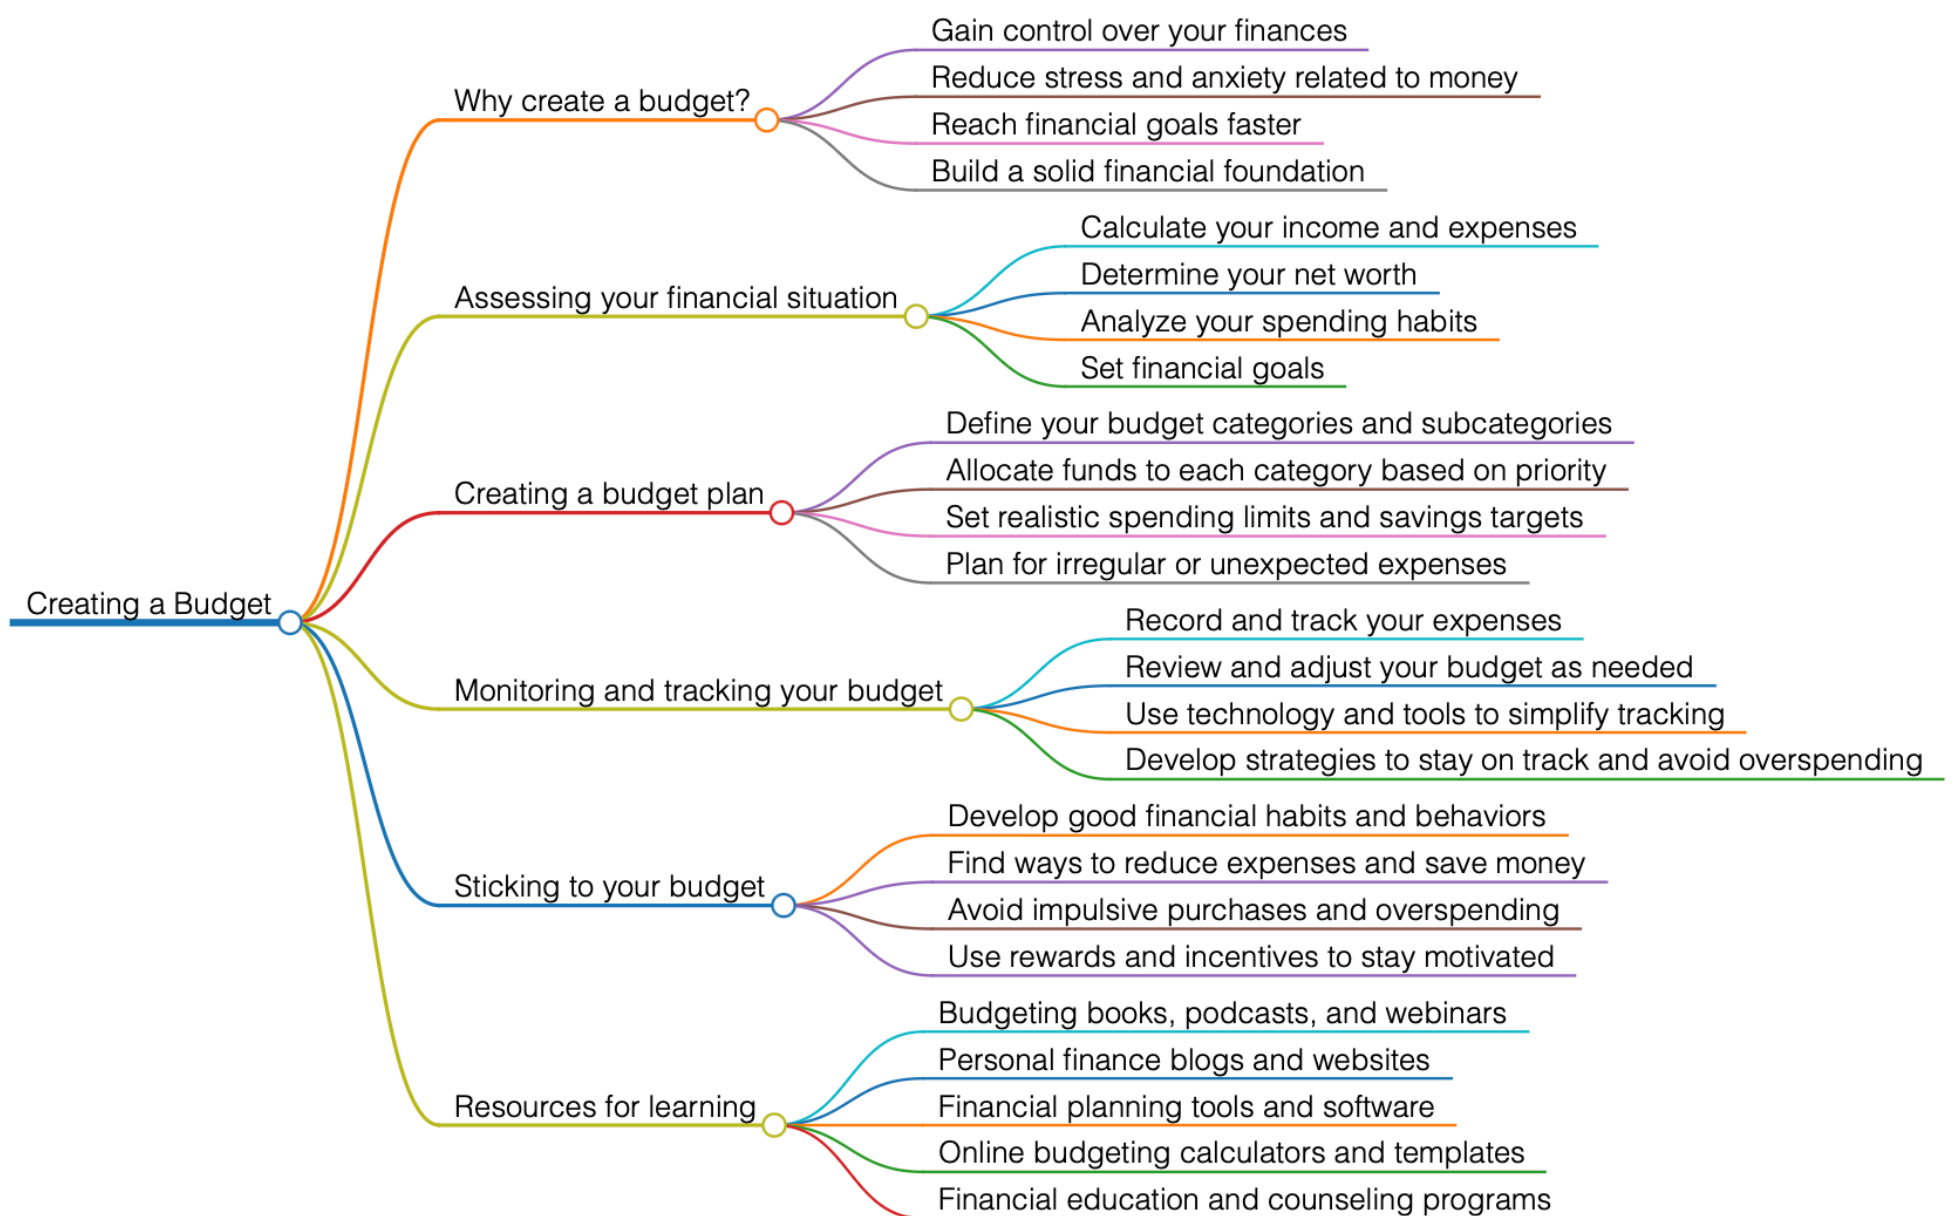 Creating a Budget
Why create a budget?
Gain control over your finances
Reduce stress and anxiety related to money
Reach financial goals faster
Build a solid financial foundation
Assessing your financial situation
Calculate your income and expenses
Determine your net worth
Analyze your spending habits
Set financial goals
Creating a budget plan
Define your budget categories and subcategories
Allocate funds to each category based on priority
Set realistic spending limits and savings targets
Plan for irregular or unexpected expenses
Monitoring and tracking your budget
Record and track your expenses
Review and adjust your budget as needed
Use technology and tools to simplify tracking
Develop strategies to stay on track and avoid overspending
Sticking to your budget
Develop good financial habits and behaviors
Find ways to reduce expenses and save money
Avoid impulsive purchases and overspending
Use rewards and incentives to stay motivated
Resources for learning
Budgeting books, podcasts, and webinars
Personal finance blogs and websites
Financial planning tools and software
Online budgeting calculators and templates
Financial education and counseling programs